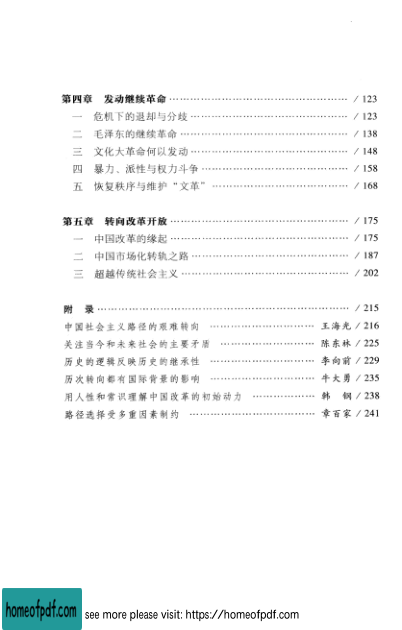 第四章 发动继续革命 …………………………………………… / 123
一 危机下的退却与分歧 ……………………………………… / 123
二 毛泽东的继续革命 ………………………………………… / 138
三 文化大革命何以发动 ……………………………………… / 148
四 暴力、派性与权力斗争 …………………………………… / 158
五 恢复秩序与维护“文革” ………………………………… / 168
第五章 转向改革开放 …………………………………………… / 175
一 中国改革的缘起 …………………………………………… / 175
二 中国市场化转轨之路 ……………………………………… / 187
三 超越传统社会主义 ………………………………………… / 202
附 录 ……………………………………………………………… / 215
中国社会主义路径的艰难转向 ………………………… 王海光 / 216
关注当今和未来社会的主要矛盾 ……………………… 陈东林 / 225
历史的逻辑反映历史的继承性 ………………………… 李向前 / 229
历次转向都有国际背景的影响 ………………………… 牛大勇 / 235
用人性和常识理解中国改革的初始动力 ……………… 韩 钢 / 238
路径选择受多重因素制约 ……………………………… 章百家 / 241
homeofpdf.com see more please visit: https://homeofpdf.com